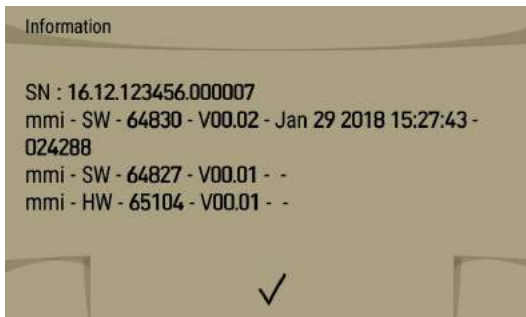 Information
SN : 16.12.123456.000007
mmi - SW - 64830 - V00.02 - Jan 29 2018 15:27:43 -
024288
mmi - SW - 64827 - V00.01 - -
mmi - HW - 65104 - V00.01 - -